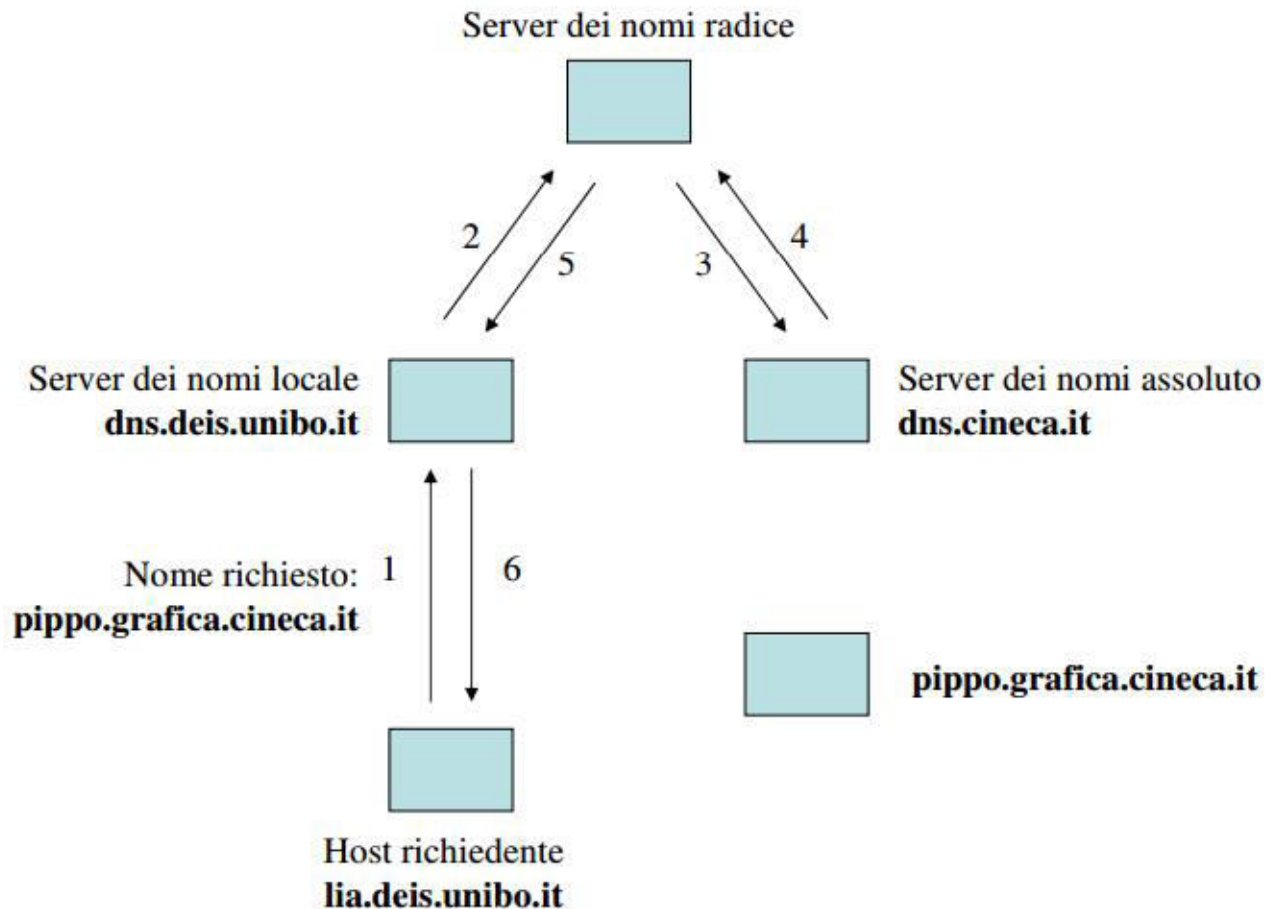 Server dei nomi radice
2
5
3
4
Server dei nomi locale
dns.deis.unibo.it
Server dei nomi assoluto
dns.cineca.it
Nome richiesto:
pippo.grafica.cineca.it
1
6
pippo.grafica.cineca.it
Host richiedente
lia.deis.unibo.it